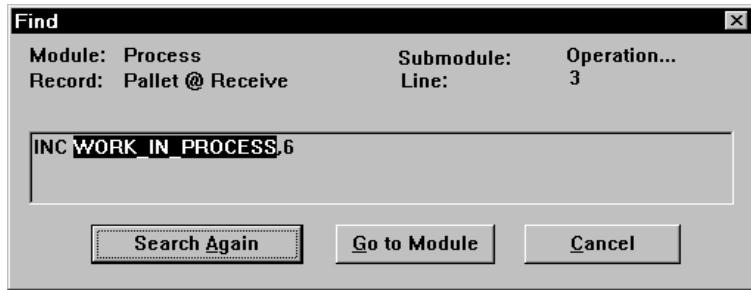 Find
Module: Process Submodule: Operation...
Record: Pallet @ Receive Line: 3
INC WORK_IN_PROCESS,6
Search Again Go to Module Cancel